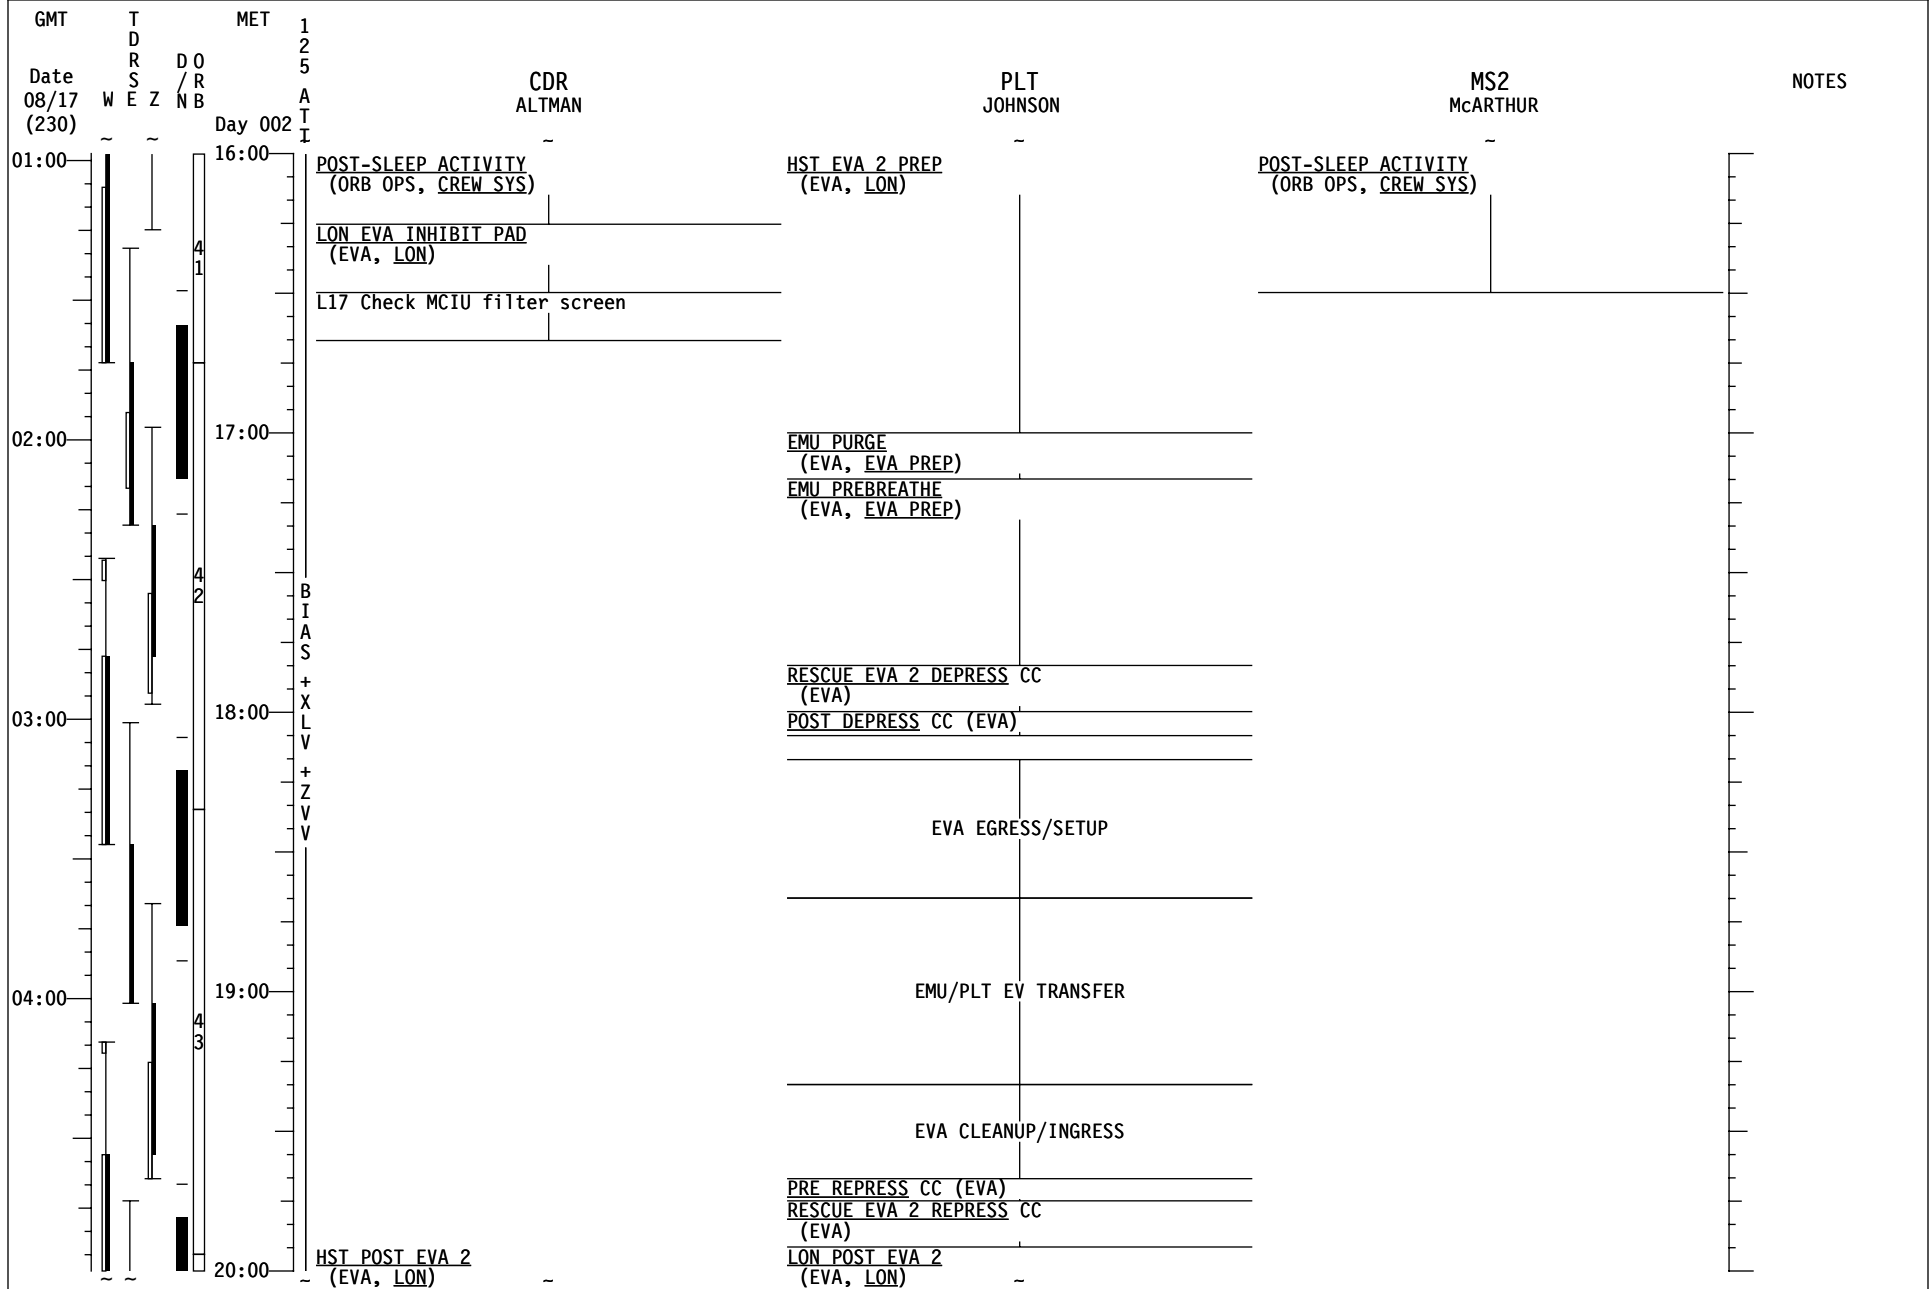 GMT
TDRS
MET
125 ATT
Date
08/17
(230)
W E Z
D/N
ORB
Day 002
CDR
ALTMAN
PLT
JOHNSON
MS2
McARTHUR
NOTES
~ ~ ~ ~ ~ ~
01:00
16:00
POST-SLEEP ACTIVITY
(ORB OPS, CREW SYS)
HST EVA 2 PREP
(EVA, LON)
POST-SLEEP ACTIVITY
(ORB OPS, CREW SYS)
LON EVA INHIBIT PAD
(EVA, LON)
41
L17 Check MCIU filter screen
02:00
17:00
EMU PURGE
(EVA, EVA PREP)
EMU PREBREATHE
(EVA, EVA PREP)
42
BIAS +XLV +ZVV
RESCUE EVA 2 DEPRESS CC
(EVA)
03:00
18:00
POST DEPRESS CC (EVA)
EVA EGRESS/SETUP
04:00
19:00
EMU/PLT EV TRANSFER
43
EVA CLEANUP/INGRESS
PRE REPRESS CC (EVA)
RESCUE EVA 2 REPRESS CC
(EVA)
20:00
HST POST EVA 2
(EVA, LON)
LON POST EVA 2
(EVA, LON)
~ ~ ~ ~ ~